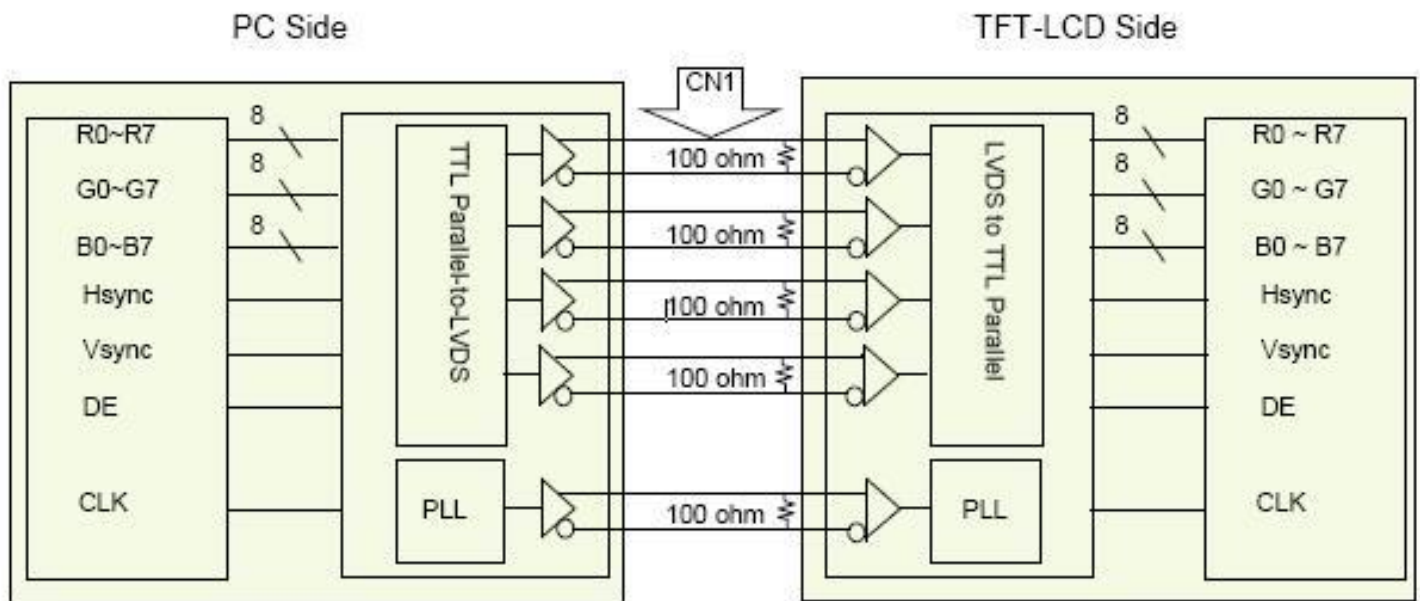 PC Side
TFT-LCD Side
CN1
R0~R7
8
G0~G7
8
B0~B7
8
Hsync
Vsync
DE
CLK
TTL Parallel-to-LVDS
PLL
100 ohm
100 ohm
100 ohm
100 ohm
100 ohm
LVDS to TTL Parallel
PLL
8
R0 ~ R7
8
G0 ~ G7
8
B0 ~ B7
Hsync
Vsync
DE
CLK